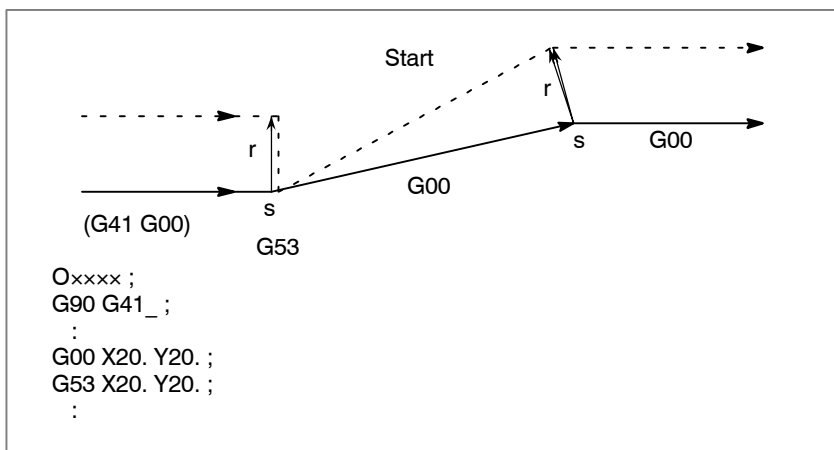 Start
r
r
s
G00
G00
s
(G41 G00)
G53
O×××× ;
G90 G41_ ;
:
G00 X20. Y20. ;
G53 X20. Y20. ;
: